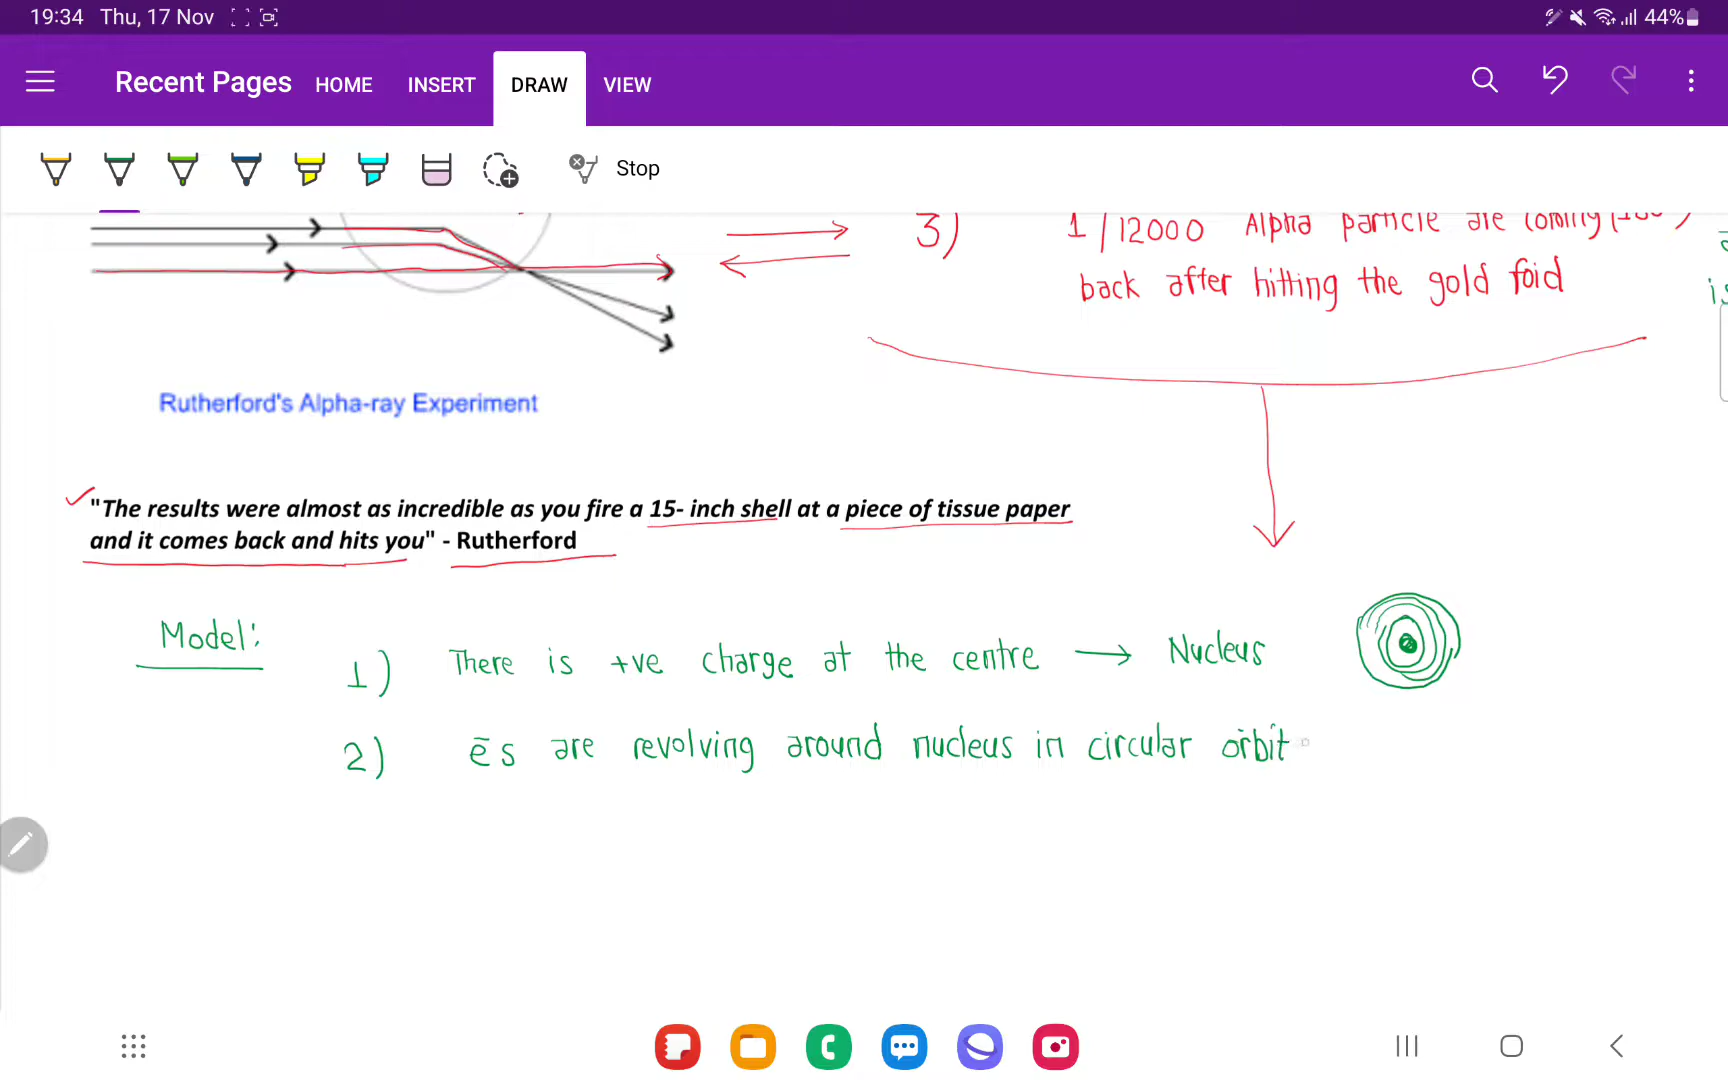 19:34 Thu, 17 Nov
44%
Recent Pages HOME INSERT DRAW VIEW
Stop
3) 1/12000 Alpha particle are coming
back after hitting the gold foid
Rutherford's Alpha-ray Experiment
"The results were almost as incredible as you fire a 15- inch shell at a piece of tissue paper
and it comes back and hits you" - Rutherford
Model:
1) There is +ve charge at the centre → Nucleus
2) ēs are revolving around nucleus in circular orbit